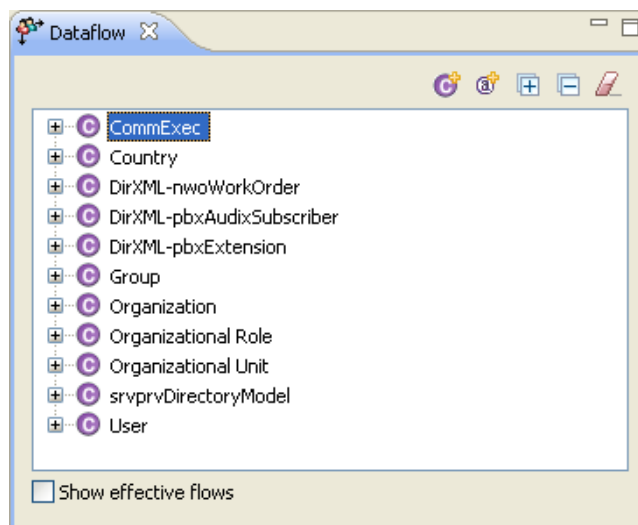 Dataflow
CommExec
Country
DirXML-nwoWorkOrder
DirXML-pbxAudixSubscriber
DirXML-pbxExtension
Group
Organization
Organizational Role
Organizational Unit
srvprvDirectoryModel
User
Show effective flows